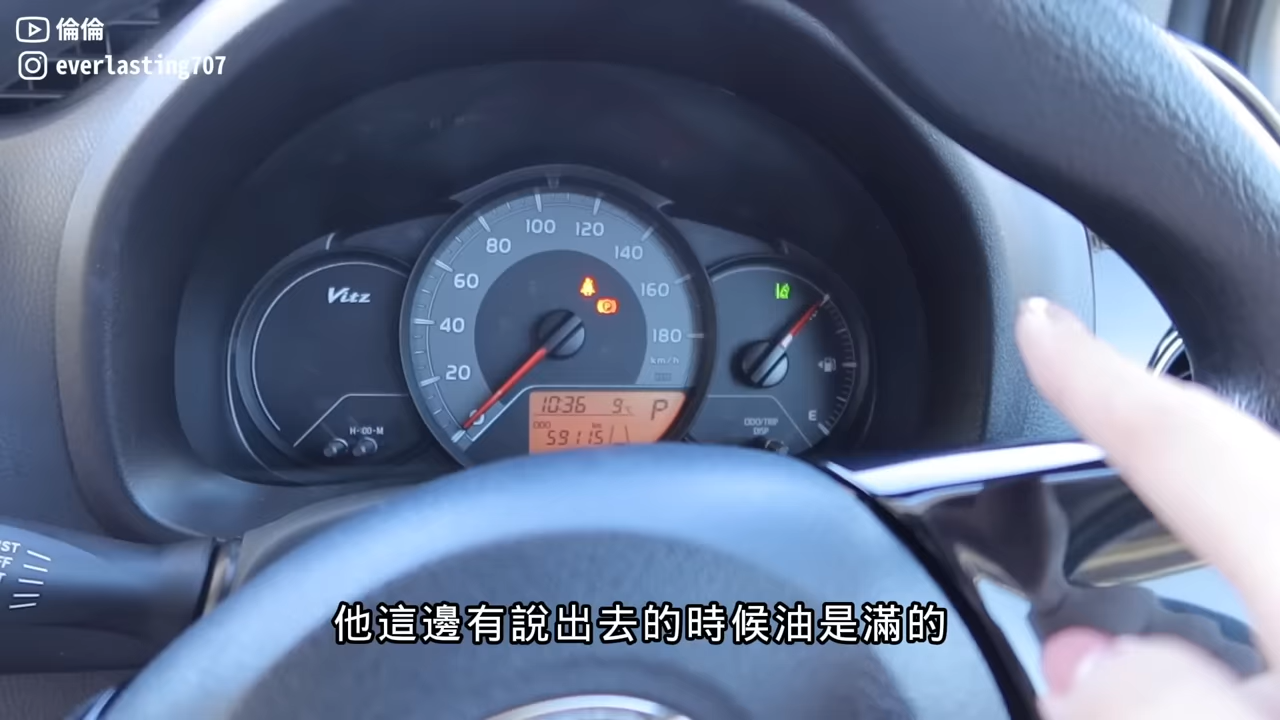 倫倫
everlasting707
Vitz
H-:00-M
20
40
60
80
100
120
140
160
180
km/h
10:36 9℃ P
ODO
59115
km
ODO/TRIP
DISP
E
他這邊有說出去的時候油是滿的